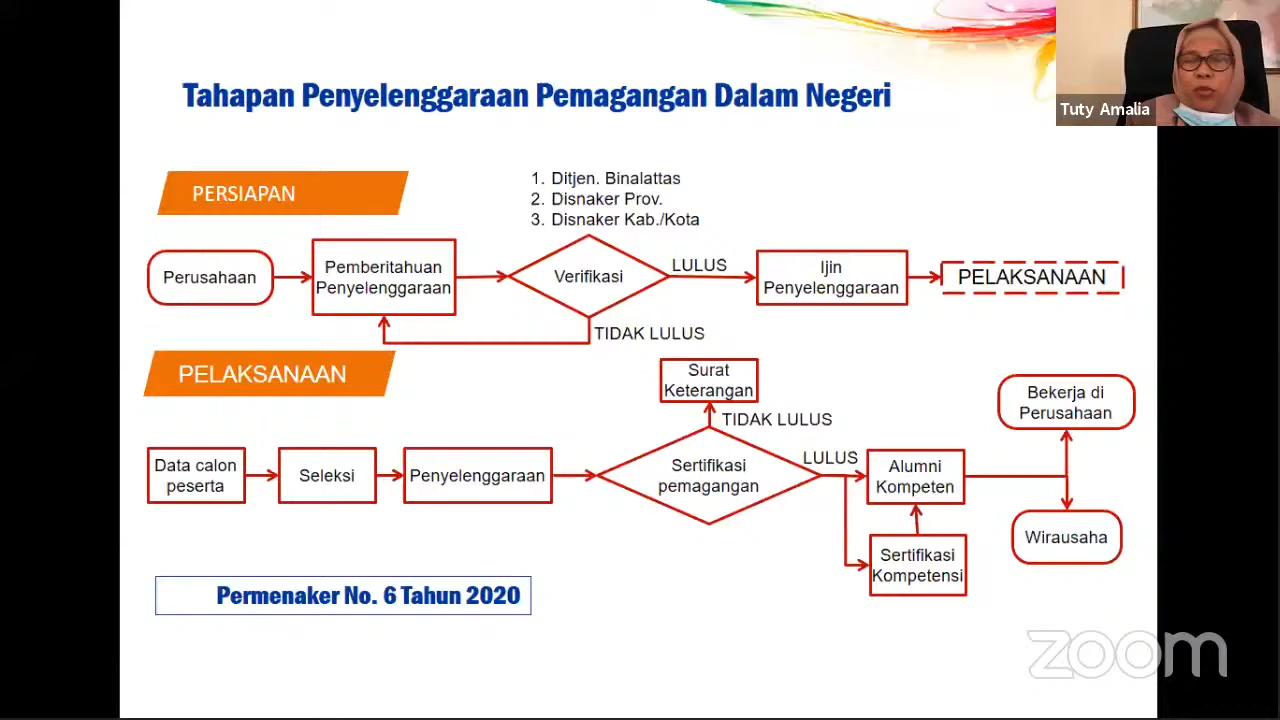 Tahapan Penyelenggaraan Pemagangan Dalam Negeri
Tuty Amalia
PERSIAPAN
1. Ditjen. Binalattas
2. Disnaker Prov.
3. Disnaker Kab./Kota
Perusahaan
Pemberitahuan
Penyelenggaraan
Verifikasi
LULUS
Ijin
Penyelenggaraan
PELAKSANAAN
TIDAK LULUS
PELAKSANAAN
Surat
Keterangan
TIDAK LULUS
Data calon
peserta
Seleksi
Penyelenggaraan
Sertifikasi
pemagangan
LULUS
Alumni
Kompeten
Bekerja di
Perusahaan
Wirausaha
Sertifikasi
Kompetensi
Permenaker No. 6 Tahun 2020
zoom